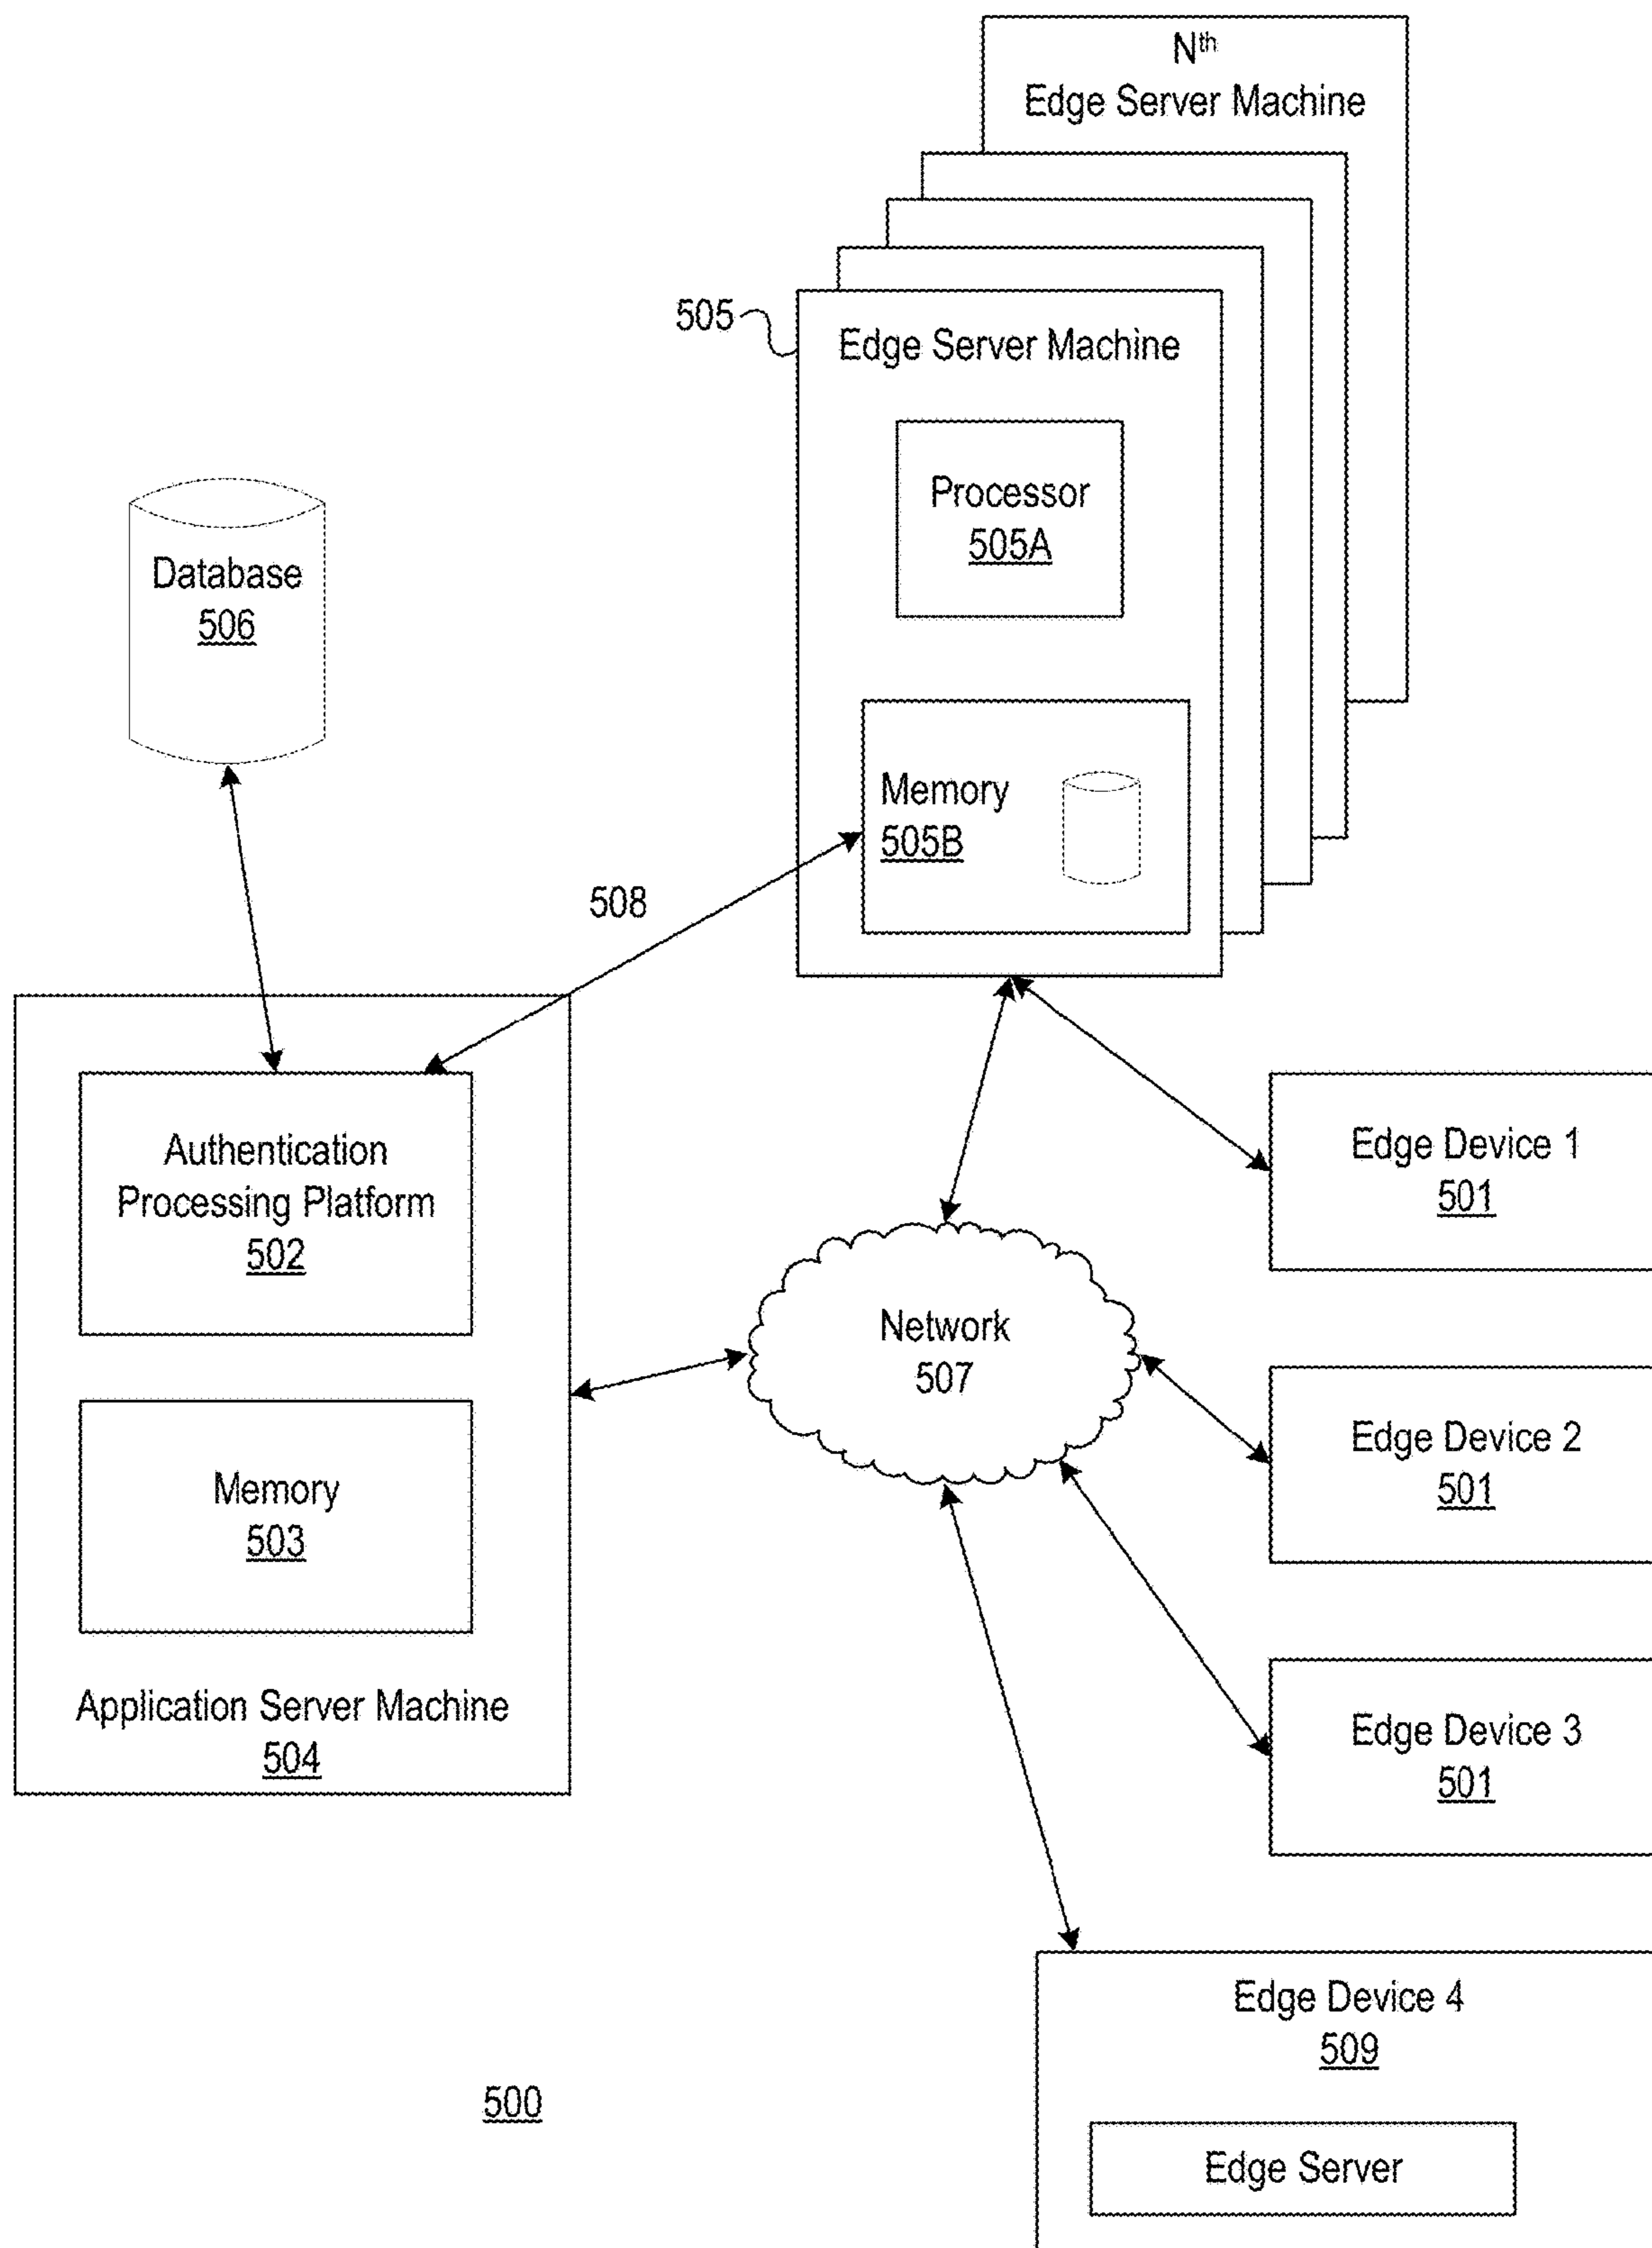 Nth
Edge Server Machine
505
Edge Server Machine
Processor
505A
Database
506
Memory
505B
508
Authentication
Processing Platform
502
Edge Device 1
501
Network
507
Edge Device 2
501
Memory
503
Edge Device 3
501
Application Server Machine
504
Edge Device 4
509
500
Edge Server